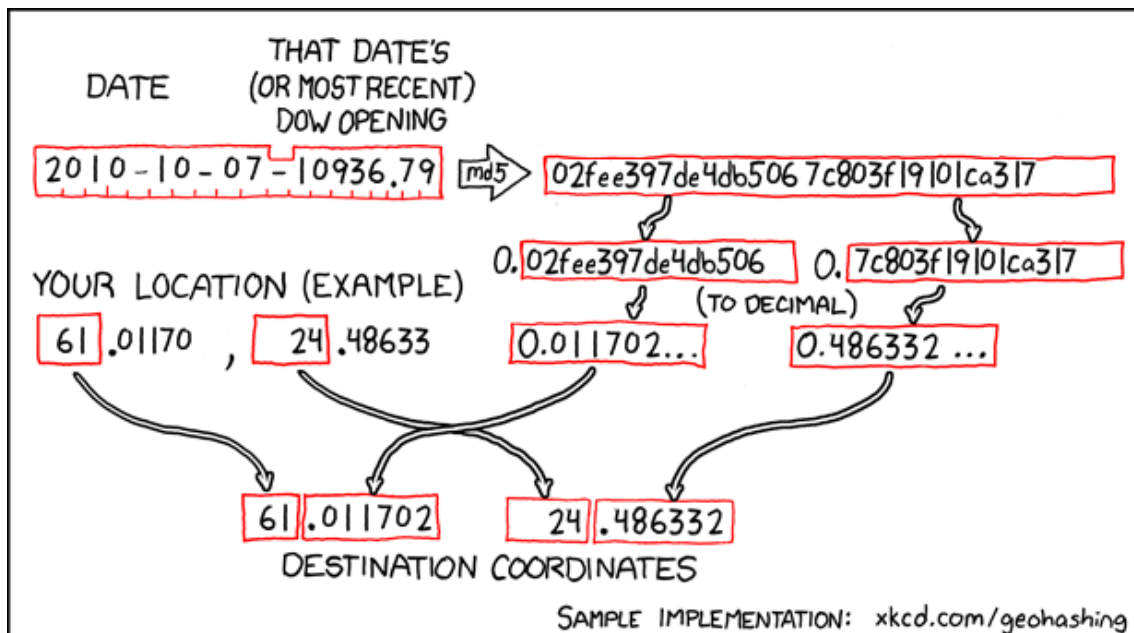 DATE
THAT DATE'S
(OR MOST RECENT)
DOW OPENING
2010-10-07-10936.79
md5
02fee397de4db5067c803f19101ca317
0.02fee397de4db506
0.7c803f19101ca317
(TO DECIMAL)
YOUR LOCATION (EXAMPLE)
61.01170, 24.48633
0.011702...
0.486332...
61.011702
24.486332
DESTINATION COORDINATES
SAMPLE IMPLEMENTATION: xkcd.com/geohashing